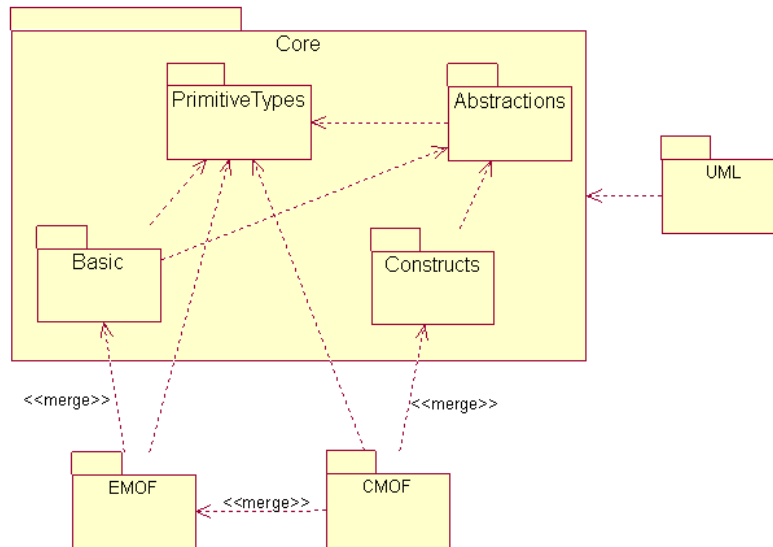 Core
PrimitiveTypes
Abstractions
UML
Basic
Constructs
<<merge>>
<<merge>>
EMOF
<<merge>>
CMOF